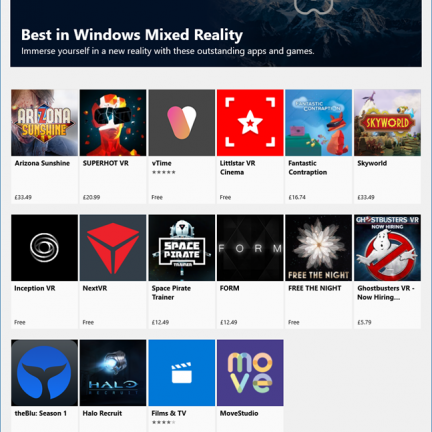 Best in Windows Mixed Reality
Immerse yourself in a new reality with these outstanding apps and games.
ARIZONA
SUNSHINE
FANTASTIC
CONTRAPTION
SKYWORLD
Arizona Sunshine
SUPERHOT VR
vTime
Littlstar VR
Cinema
Fantastic
Contraption
Skyworld
£33.49
£20.99
Free
Free
£16.74
£33.49
SPACE
PIRATE
TRAINER
FORM
FREE THE NIGHT
GHOSTBUSTERS VR
NOW HIRING
Inception VR
NextVR
Space Pirate
Trainer
FORM
FREE THE NIGHT
Ghostbusters VR -
Now Hiring...
Free
Free
£12.49
£12.49
Free
£5.79
HALO
RECRUIT
move
theBlu: Season 1
Halo Recruit
Films & TV
MoveStudio